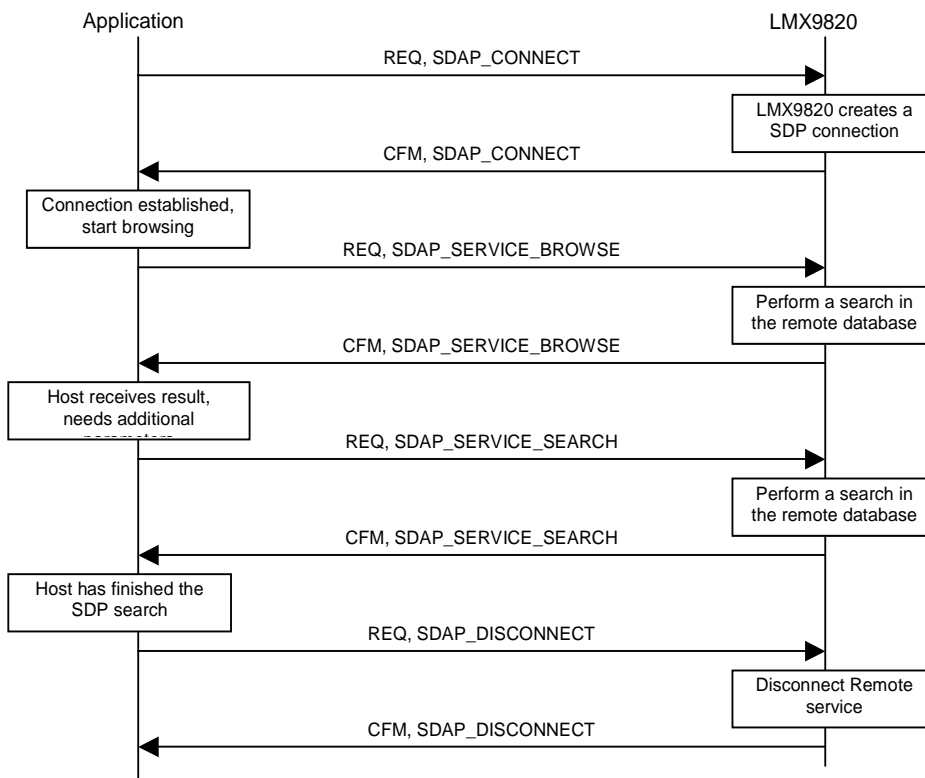 Application
LMX9820
REQ, SDAP_CONNECT
LMX9820 creates a
SDP connection
CFM, SDAP_CONNECT
Connection established,
start browsing
REQ, SDAP_SERVICE_BROWSE
Perform a search in
the remote database
CFM, SDAP_SERVICE_BROWSE
Host receives result,
needs additional
parameters
REQ, SDAP_SERVICE_SEARCH
Perform a search in
the remote database
CFM, SDAP_SERVICE_SEARCH
Host has finished the
SDP search
REQ, SDAP_DISCONNECT
Disconnect Remote
service
CFM, SDAP_DISCONNECT